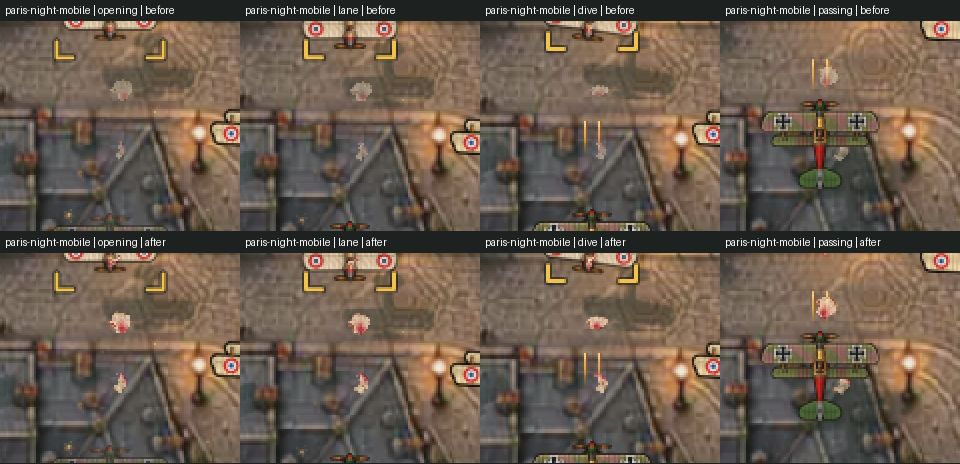 paris-night-mobile | opening | before
paris-night-mobile | lane | before
paris-night-mobile | dive | before
paris-night-mobile | passing | before
paris-night-mobile | opening | after
paris-night-mobile | lane | after
paris-night-mobile | dive | after
paris-night-mobile | passing | after